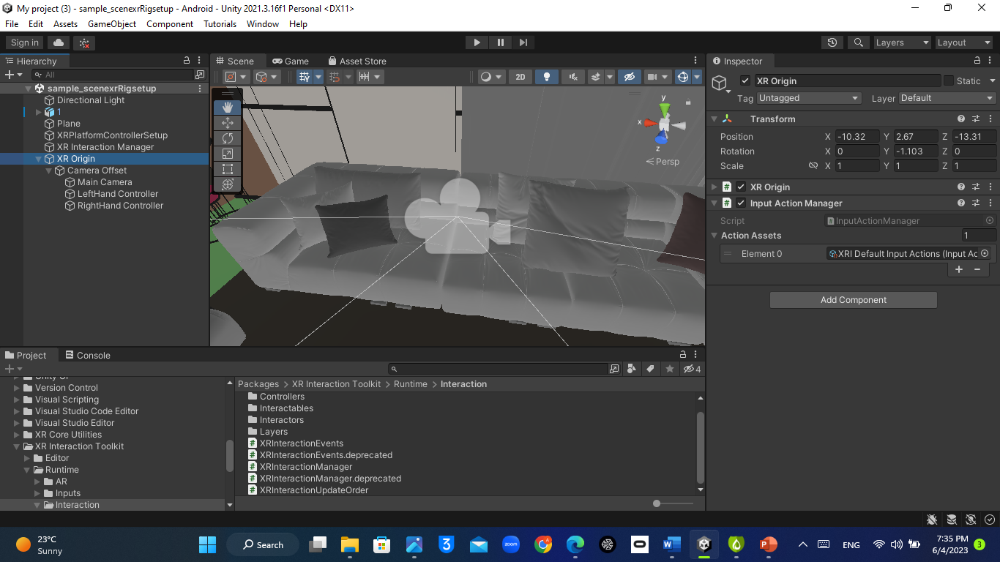 My project (3) - sample_scenexrRigsetup - Android - Unity 2021.3.16f1 Personal <DX11>
File Edit Assets GameObject Component Tutorials Window Help
Sign in
Layers
Layout
Hierarchy
All
sample_scenexrRigsetup
Directional Light
1
Plane
XRPlatformControllerSetup
XR Interaction Manager
XR Origin
Camera Offset
Main Camera
LeftHand Controller
RightHand Controller
Scene
Game
Asset Store
2D
y
x
z
Persp
Inspector
XR Origin
Static
Tag Untagged
Layer Default
Transform
Position X -10.32 Y 2.67 Z -13.31
Rotation X 0 Y -1.103 Z 0
Scale X 1 Y 1 Z 1
XR Origin
Input Action Manager
Script InputActionManager
Action Assets 1
Element 0 XRI Default Input Actions (Input Ac
Add Component
Project
Console
4
Version Control
Visual Scripting
Visual Studio Code Editor
Visual Studio Editor
XR Core Utilities
XR Interaction Toolkit
Editor
Runtime
AR
Inputs
Interaction
Packages > XR Interaction Toolkit > Runtime > Interaction
Controllers
Interactables
Interactors
Layers
XRInteractionEvents
XRInteractionEvents.deprecated
XRInteractionManager
XRInteractionManager.deprecated
XRInteractionUpdateOrder
23°C
Sunny
Search
3
zoom
ENG
7:35 PM
6/4/2023
3